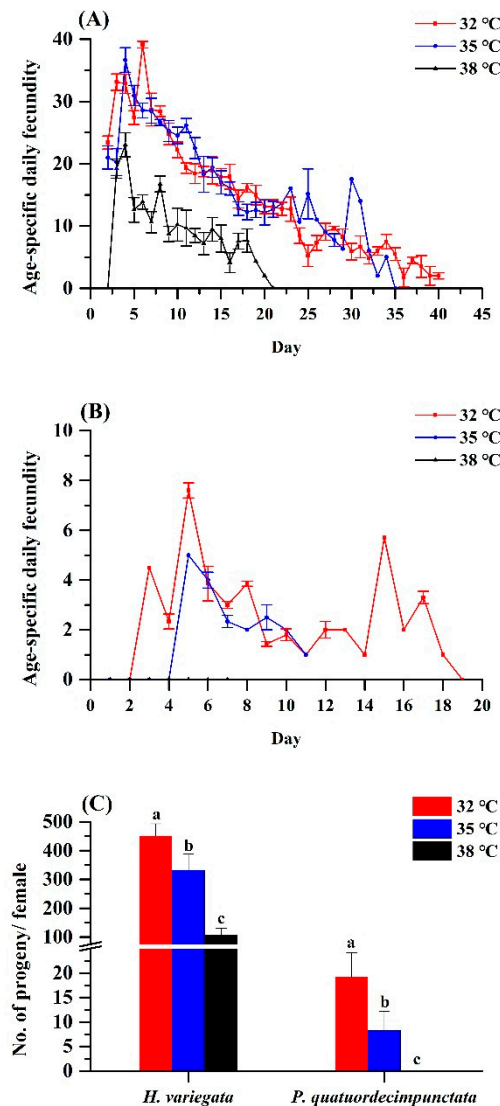 (A)
32 °C
35 °C
38 °C
Age-specific daily fecundity
40
30
20
10
0
0 5 10 15 20 25 30 35 40 45
Day
(B)
32 °C
35 °C
38 °C
Age-specific daily fecundity
10
8
6
4
2
0
0 2 4 6 8 10 12 14 16 18 20
Day
(C)
32 °C
35 °C
38 °C
No. of progeny/ female
500
400
300
200
100
20
15
10
5
0
a
b
c
a
b
c
H. variegata P. quatuordecimpunctata